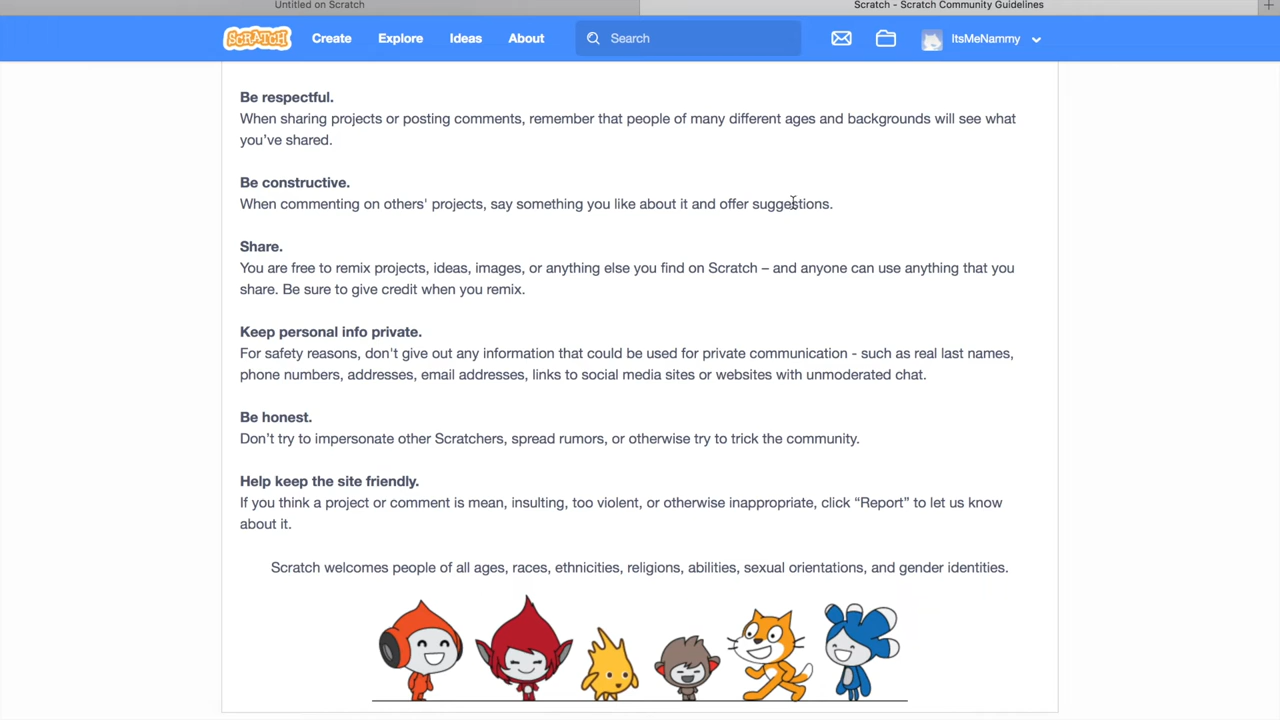 Untitled on Scratch
Scratch - Scratch Community Guidelines
SCRATCH Create Explore Ideas About Search ItsMeNammy
Be respectful.
When sharing projects or posting comments, remember that people of many different ages and backgrounds will see what
you’ve shared.
Be constructive.
When commenting on others' projects, say something you like about it and offer suggestions.
Share.
You are free to remix projects, ideas, images, or anything else you find on Scratch – and anyone can use anything that you
share. Be sure to give credit when you remix.
Keep personal info private.
For safety reasons, don't give out any information that could be used for private communication - such as real last names,
phone numbers, addresses, email addresses, links to social media sites or websites with unmoderated chat.
Be honest.
Don’t try to impersonate other Scratchers, spread rumors, or otherwise try to trick the community.
Help keep the site friendly.
If you think a project or comment is mean, insulting, too violent, or otherwise inappropriate, click “Report” to let us know
about it.
Scratch welcomes people of all ages, races, ethnicities, religions, abilities, sexual orientations, and gender identities.